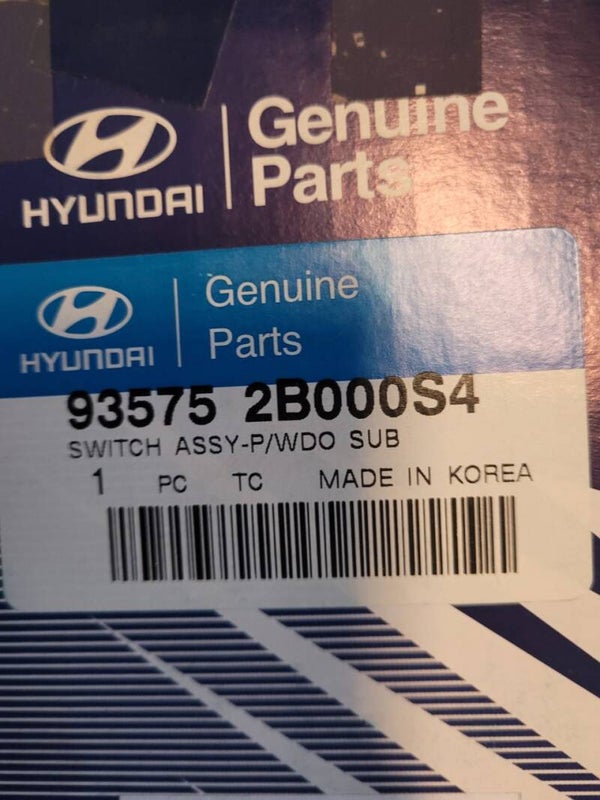 HYUNDAI
Genuine
Parts
HYUNDAI
Genuine
Parts
93575 2B000S4
SWITCH ASSY-P/WDO SUB
1 PC TC MADE IN KOREA